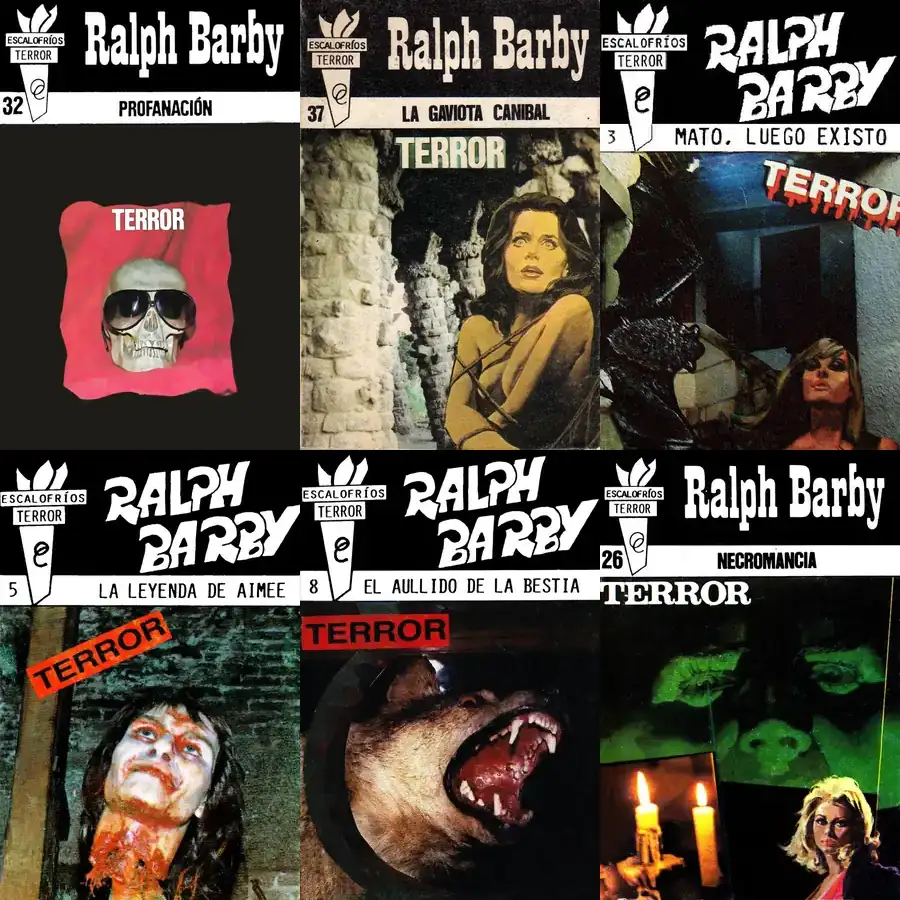 ESCALOFRÍOS
TERROR
Ralph Barby
32
PROFANACIÓN
TERROR
ESCALOFRÍOS
TERROR
Ralph Barby
37
LA GAVIOTA CANIBAL
TERROR
ESCALOFRÍOS
TERROR
e
RALPH
BARBY
3
MATO, LUEGO EXISTO
TERROR
ESCALOFRÍOS
TERROR
e
RALPH
BARBY
5
LA LEYENDA DE AIMEE
TERROR
ESCALOFRÍOS
TERROR
e
RALPH
BARBY
8
EL AULLIDO DE LA BESTIA
TERROR
ESCALOFRÍOS
TERROR
Ralph Barby
26
NECROMANCIA
TERROR